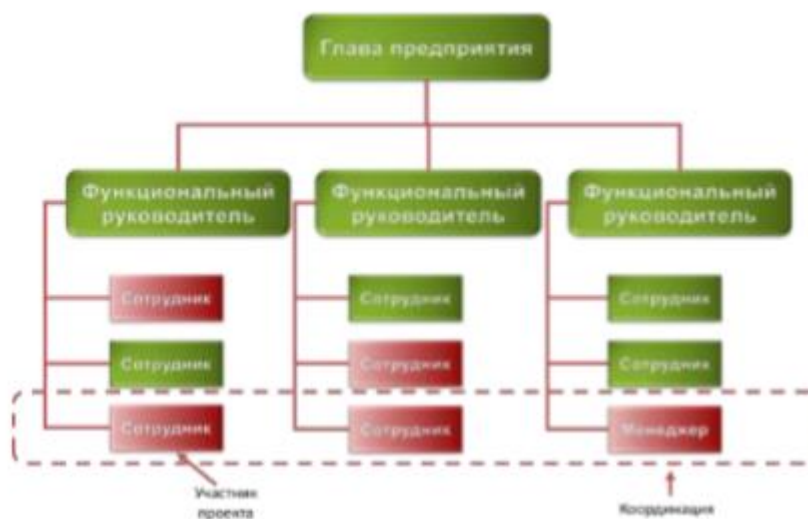 Глава предприятия
Функциональный
руководитель
Функциональный
руководитель
Функциональный
руководитель
Сотрудник
Сотрудник
Сотрудник
Сотрудник
Сотрудник
Сотрудник
Сотрудник
Сотрудник
Менеджер
Участник
проекта
Координация